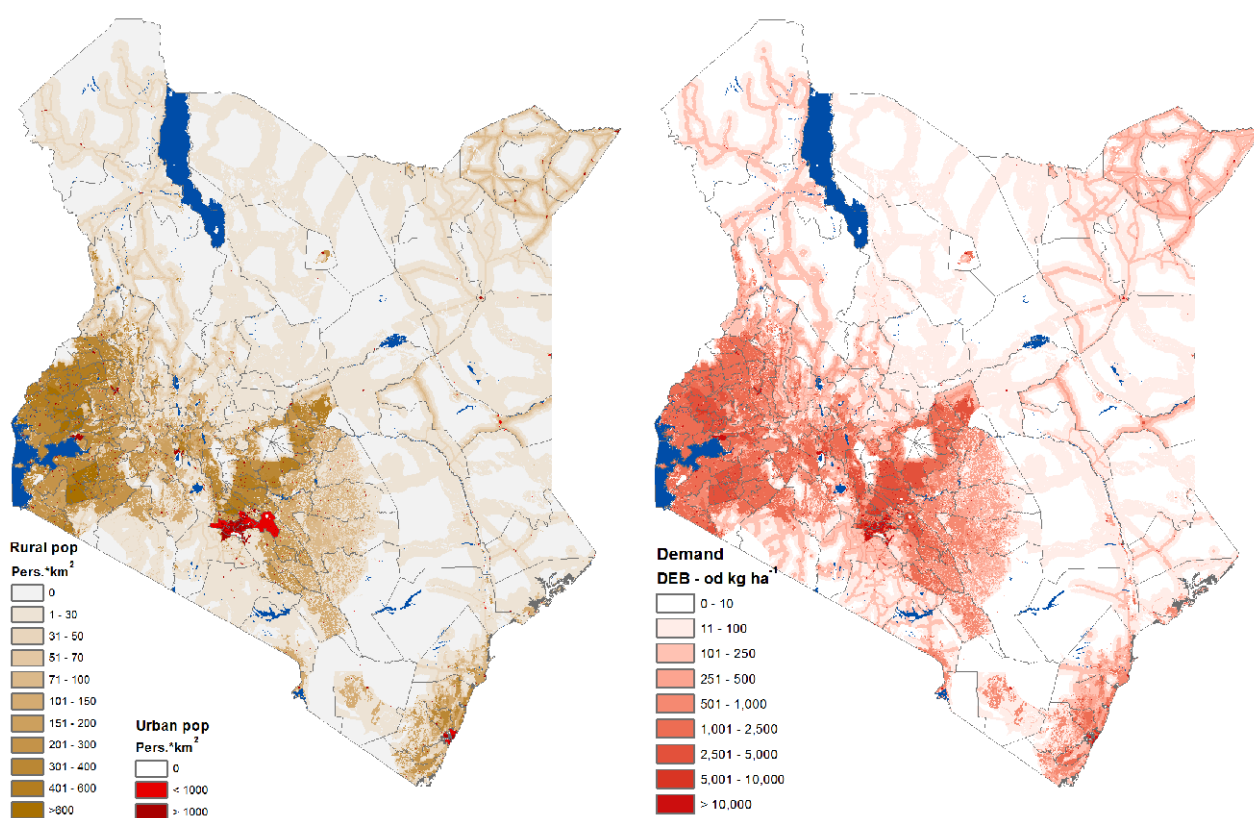 Rural pop
Pers.*km²
0
1 - 30
31 - 50
51 - 70
71 - 100
101 - 150
151 - 200
201 - 300
301 - 400
401 - 600
>600
Urban pop
Pers.*km²
0
< 1000
> 1000
Demand
DEB - od kg ha⁻¹
0 - 10
11 - 100
101 - 250
251 - 500
501 - 1,000
1,001 - 2,500
2,501 - 5,000
5,001 - 10,000
> 10,000